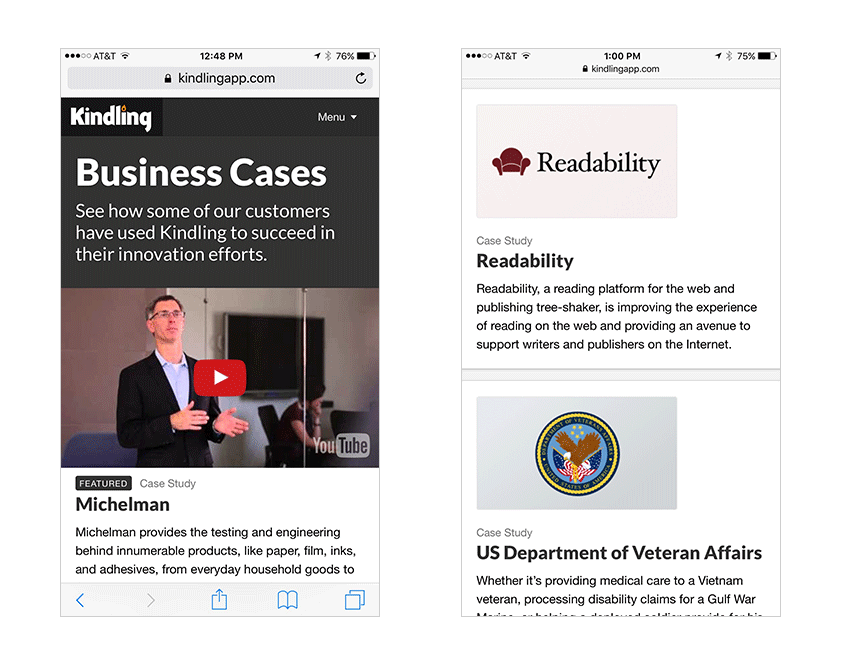 AT&T 12:48 PM 76%
kindlingapp.com
Kindling Menu
Business Cases
See how some of our customers
have used Kindling to succeed in
their innovation efforts.
YouTube
FEATURED Case Study
Michelman
Michelman provides the testing and engineering
behind innumerable products, like paper, film, inks,
and adhesives, from everyday household goods to
AT&T 1:00 PM 75%
kindlingapp.com
Readability
Case Study
Readability
Readability, a reading platform for the web and
publishing tree-shaker, is improving the experience
of reading on the web and providing an avenue to
support writers and publishers on the Internet.
DEPARTMENT OF VETERANS AFFAIRS
UNITED STATES OF AMERICA
Case Study
US Department of Veteran Affairs
Whether it’s providing medical care to a Vietnam
veteran, processing disability claims for a Gulf War